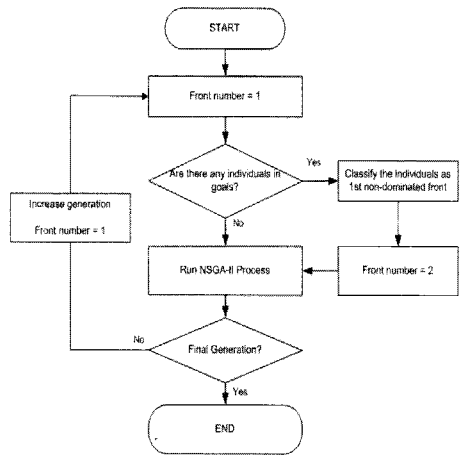 START
Front number = 1
Are there any individuals in
goals?
Yes
Classify the individuals as
1st non-dominated front
Increase generation
Front number = 1
No
Run NSGA-II Process
Front number = 2
No
Final Generation?
Yes
END